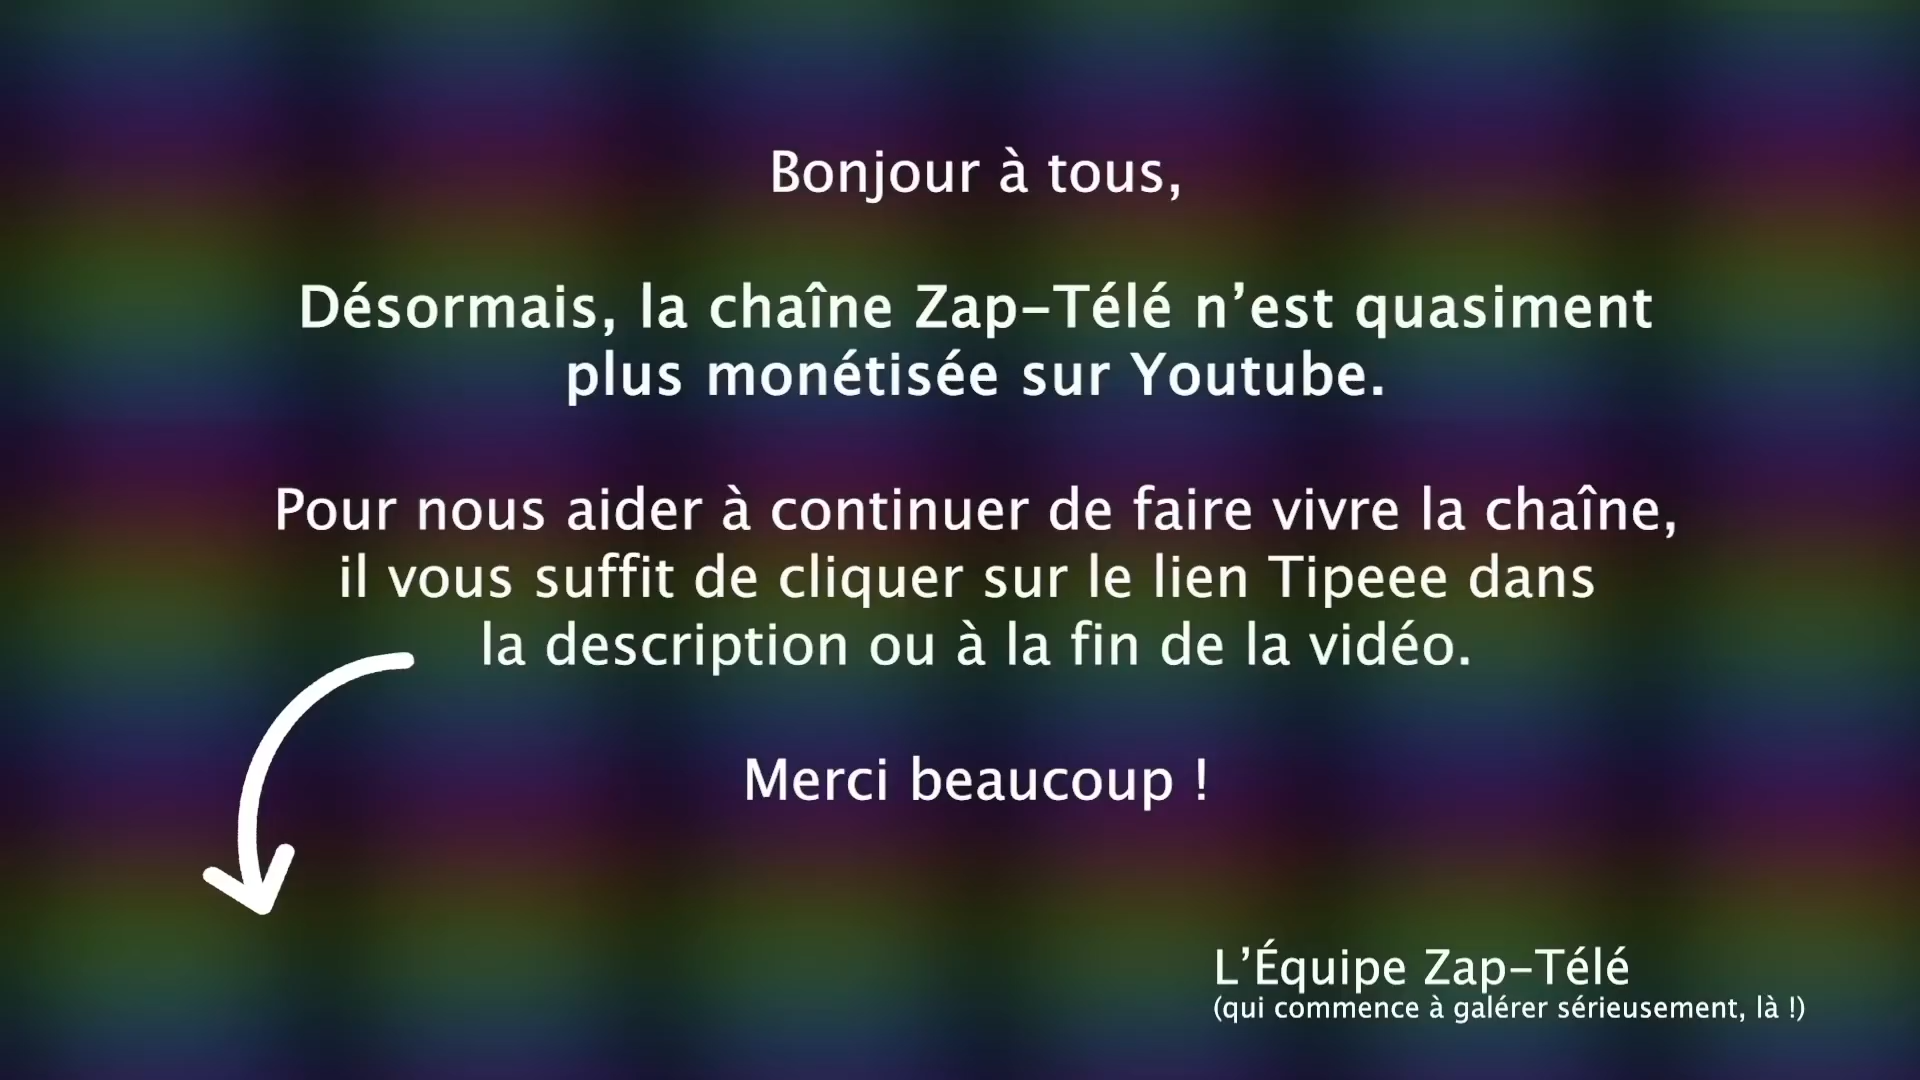 Bonjour à tous,
Désormais, la chaîne Zap-Télé n’est quasiment
plus monétisée sur Youtube.
Pour nous aider à continuer de faire vivre la chaîne,
il vous suffit de cliquer sur le lien Tipeee dans
la description ou à la fin de la vidéo.
Merci beaucoup !
L’Équipe Zap-Télé
(qui commence à galérer sérieusement, là !)